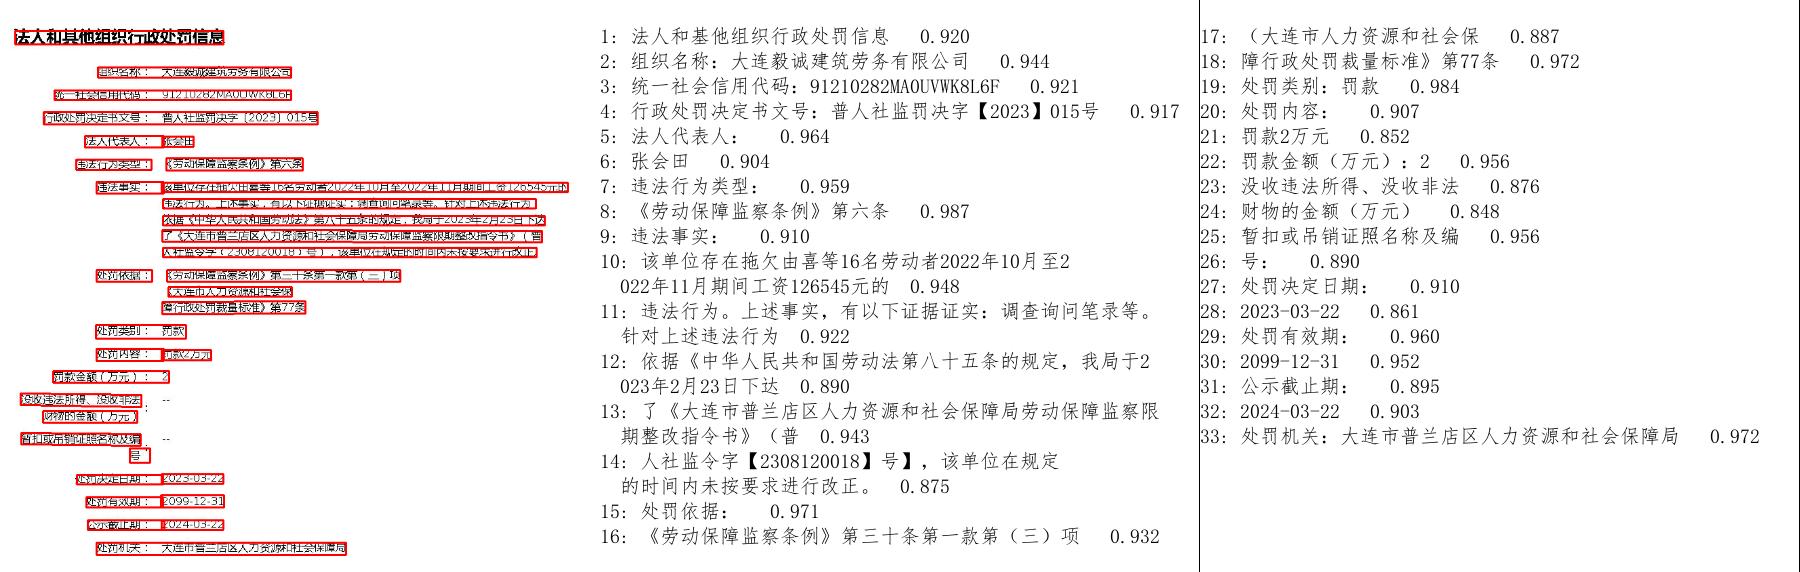 法人和其他组织行政处罚信息
组织名称： 大连毅诚建筑劳务有限公司
统一社会信用代码： 91210282MA0UVWK8L6F
行政处罚决定书文号： 普人社监罚决字〔2023〕015号
法人代表人： 张会田
违法行为类型： 《劳动保障监察条例》第六条
违法事实： 该单位存在拖欠由喜等16名劳动者2022年10月至2022年11月期间工资126545元的
违法行为。上述事实，有以下证据证实：调查询问笔录等。针对上述违法行为
依据《中华人民共和国劳动法》第八十五条的规定，我局于2023年2月23日下达
了《大连市普兰店区人力资源和社会保障局劳动保障监察限期整改指令书》（普
人社监令字（2308120018）号），该单位在规定的时间内未按要求进行改正。
处罚依据： 《劳动保障监察条例》第三十条第一款第（三）项
《大连市人力资源和社会保
障行政处罚裁量标准》第77条
处罚类别： 罚款
处罚内容： 罚款2万元
罚款金额（万元）： 2
没收违法所得、没收非法 --
财物的金额（万元） :
暂扣或吊销证照名称及编 --
号：
处罚决定日期： 2023-03-22
处罚有效期： 2099-12-31
公示截止期： 2024-03-22
处罚机关： 大连市普兰店区人力资源和社会保障局
1: 法人和基他组织行政处罚信息 0.920
2: 组织名称：大连毅诚建筑劳务有限公司 0.944
3: 统一社会信用代码：91210282MA0UVWK8L6F 0.921
4: 行政处罚决定书文号：普人社监罚决字【2023】015号 0.917
5: 法人代表人： 0.964
6: 张会田 0.904
7: 违法行为类型： 0.959
8: 《劳动保障监察条例》第六条 0.987
9: 违法事实： 0.910
10: 该单位存在拖欠由喜等16名劳动者2022年10月至2
022年11月期间工资126545元的 0.948
11: 违法行为。上述事实，有以下证据证实：调查询问笔录等。
针对上述违法行为 0.922
12: 依据《中华人民共和国劳动法第八十五条的规定，我局于2
023年2月23日下达 0.890
13: 了《大连市普兰店区人力资源和社会保障局劳动保障监察限
期整改指令书》（普 0.943
14: 人社监令字【2308120018】号】，该单位在规定
的时间内未按要求进行改正。 0.875
15: 处罚依据： 0.971
16: 《劳动保障监察条例》第三十条第一款第（三）项 0.932
17: （大连市人力资源和社会保 0.887
18: 障行政处罚裁量标准》第77条 0.972
19: 处罚类别：罚款 0.984
20: 处罚内容： 0.907
21: 罚款2万元 0.852
22: 罚款金额（万元）：2 0.956
23: 没收违法所得、没收非法 0.876
24: 财物的金额（万元） 0.848
25: 暂扣或吊销证照名称及编 0.956
26: 号： 0.890
27: 处罚决定日期： 0.910
28: 2023-03-22 0.861
29: 处罚有效期： 0.960
30: 2099-12-31 0.952
31: 公示截止期： 0.895
32: 2024-03-22 0.903
33: 处罚机关：大连市普兰店区人力资源和社会保障局 0.972